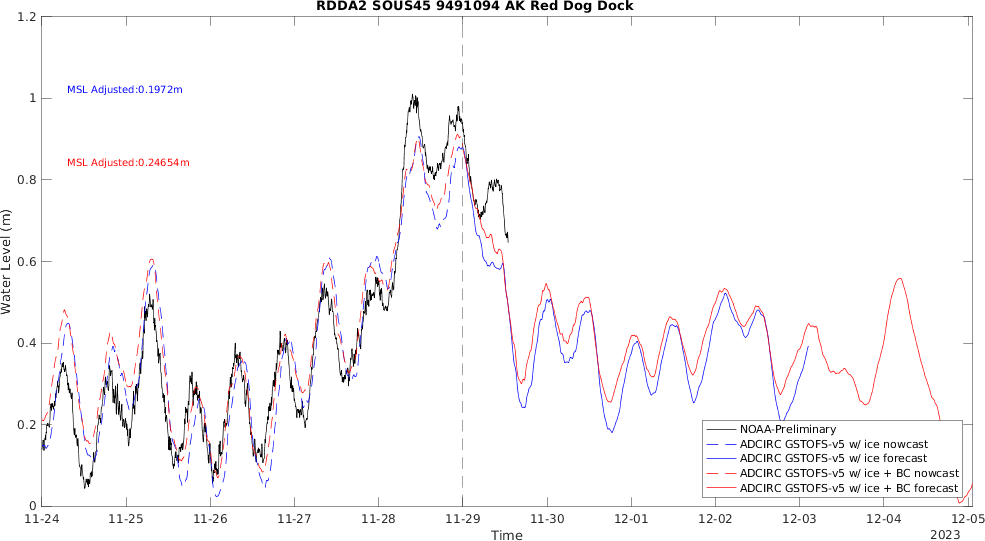 RDDA2 SOUS45 9491094 AK Red Dog Dock
1.2
1
0.8
0.6
0.4
0.2
0
Water Level (m)
MSL Adjusted:0.1972m
MSL Adjusted:0.24654m
NOAA-Preliminary
ADCIRC GSTOFS-v5 w/ ice nowcast
ADCIRC GSTOFS-v5 w/ ice forecast
ADCIRC GSTOFS-v5 w/ ice + BC nowcast
ADCIRC GSTOFS-v5 w/ ice + BC forecast
11-24 11-25 11-26 11-27 11-28 11-29 11-30 12-01 12-02 12-03 12-04 12-05
Time
2023